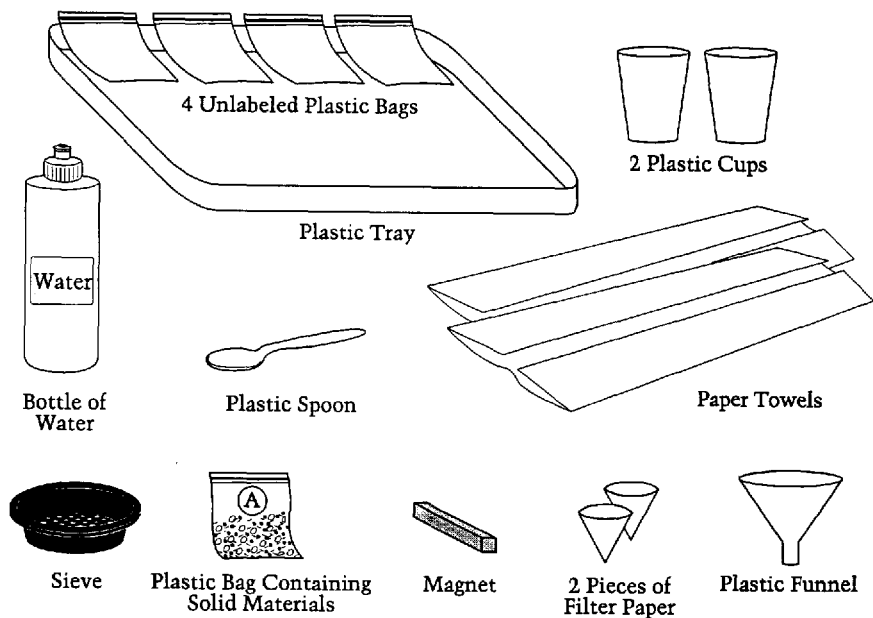 4 Unlabeled Plastic Bags
2 Plastic Cups
Plastic Tray
Water
Bottle of
Water
Plastic Spoon
Paper Towels
Sieve
A
Plastic Bag Containing
Solid Materials
Magnet
2 Pieces of
Filter Paper
Plastic Funnel